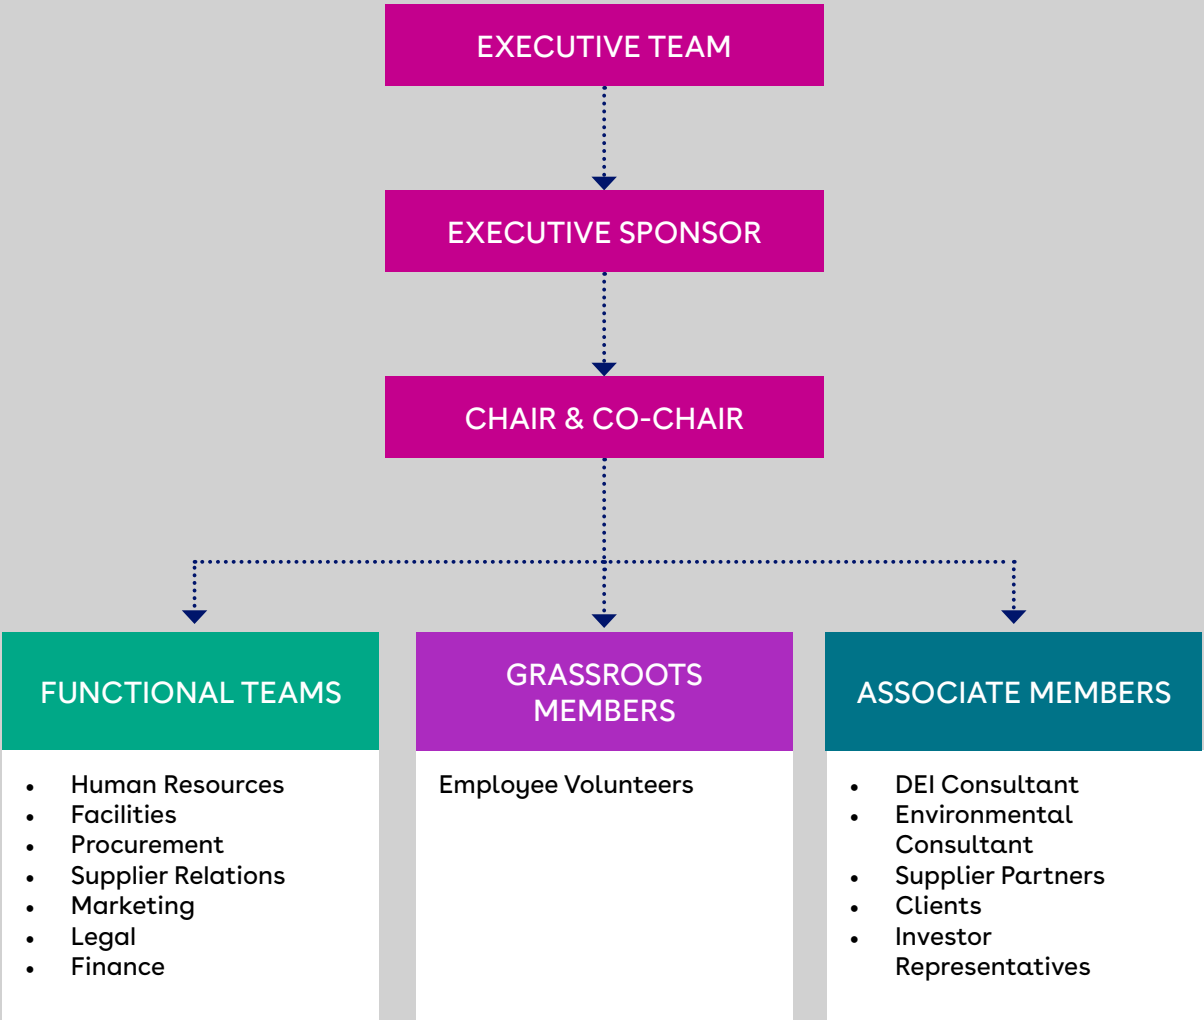 EXECUTIVE TEAM
EXECUTIVE SPONSOR
CHAIR & CO-CHAIR
FUNCTIONAL TEAMS
• Human Resources
• Facilities
• Procurement
• Supplier Relations
• Marketing
• Legal
• Finance
GRASSROOTS
MEMBERS
Employee Volunteers
ASSOCIATE MEMBERS
• DEI Consultant
• Environmental
Consultant
• Supplier Partners
• Clients
• Investor
Representatives